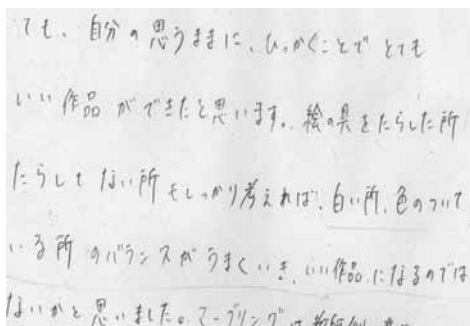 ても、自分の思うままに、ひっかくことで とても
いい作品 ができたと思います。絵の具をたらした所
たらして ない所 をしっかり考えれば、白い所、色のついて
いる所 のバランスがうまくいき、いい作品 になるのでは
ないかと思いました。マーブリングは